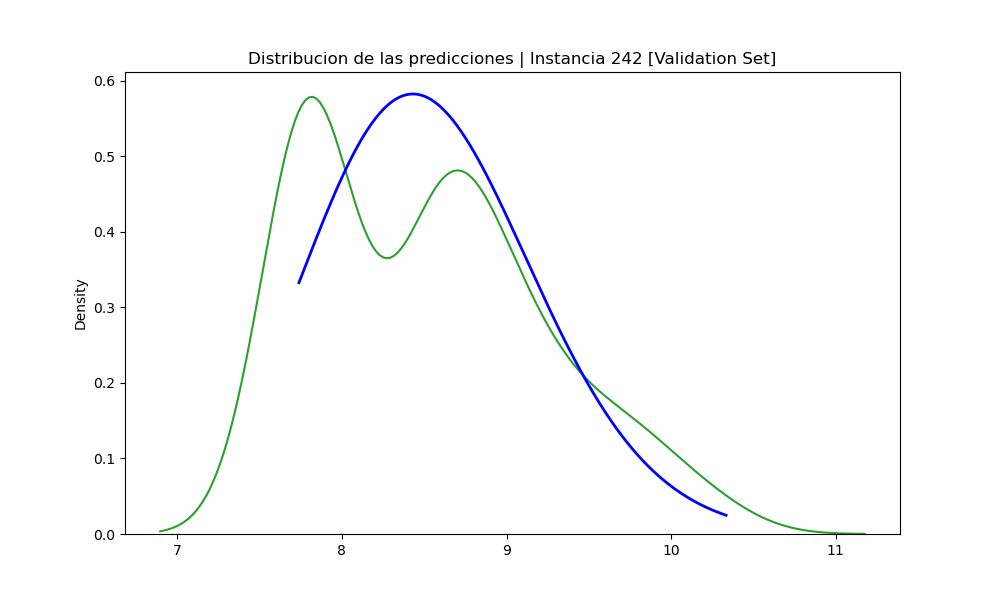 Distribucion de las predicciones | Instancia 242 [Validation Set]
Density
0.6
0.5
0.4
0.3
0.2
0.1
0.0
7 8 9 10 11